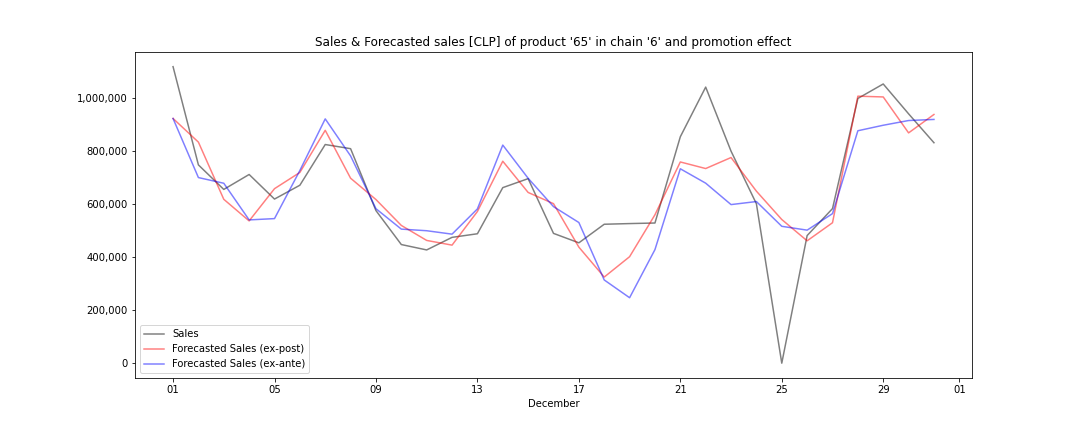 Sales & Forecasted sales [CLP] of product '65' in chain '6' and promotion effect
1,000,000
800,000
600,000
400,000
200,000
0
Sales
Forecasted Sales (ex-post)
Forecasted Sales (ex-ante)
01 05 09 13 17 21 25 29 01
December